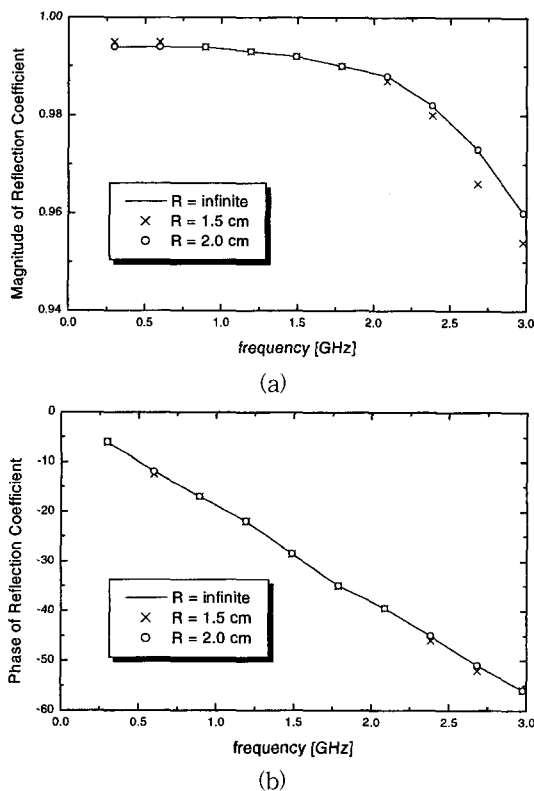 1.00
0.98
0.96
0.94
Magnitude of Reflection Coefficient
R = infinite
R = 1.5 cm
R = 2.0 cm
0.0 0.5 1.0 1.5 2.0 2.5 3.0
frequency [GHz]
(a)
0
-10
-20
-30
-40
-50
-60
Phase of Reflection Coefficient
R = infinite
R = 1.5 cm
R = 2.0 cm
0.0 0.5 1.0 1.5 2.0 2.5 3.0
frequency [GHz]
(b)